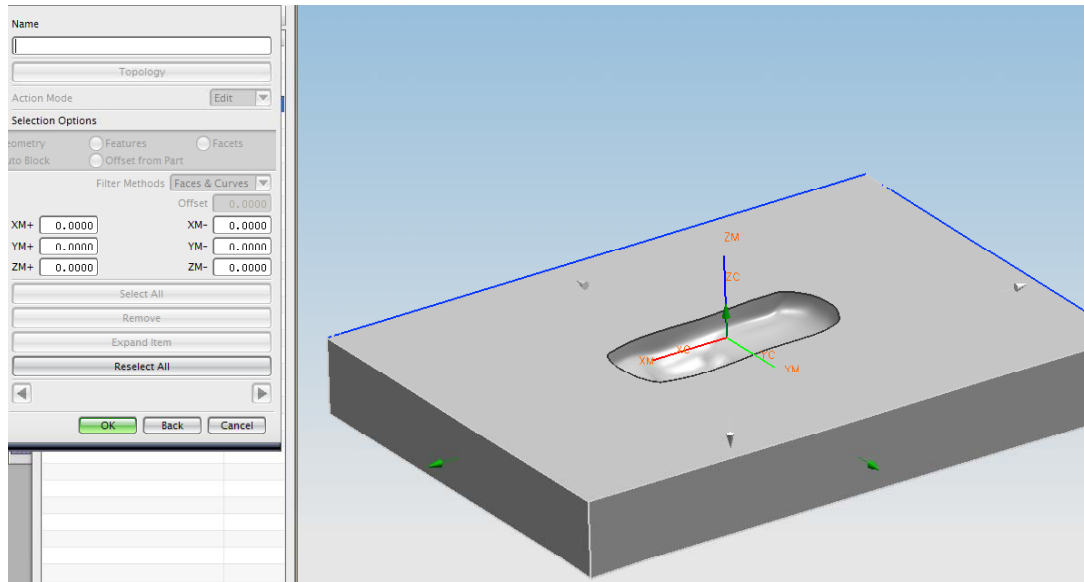 Name
Topology
Action Mode Edit
Selection Options
eometry Features Facets
uto Block Offset from Part
Filter Methods Faces & Curves
Offset 0.0000
XM+ 0.0000 XM- 0.0000
YM+ 0.0000 YM- 0.0000
ZM+ 0.0000 ZM- 0.0000
Select All
Remove
Expand Item
Reselect All
OK Back Cancel
ZM
ZC
XM XC YC
YM